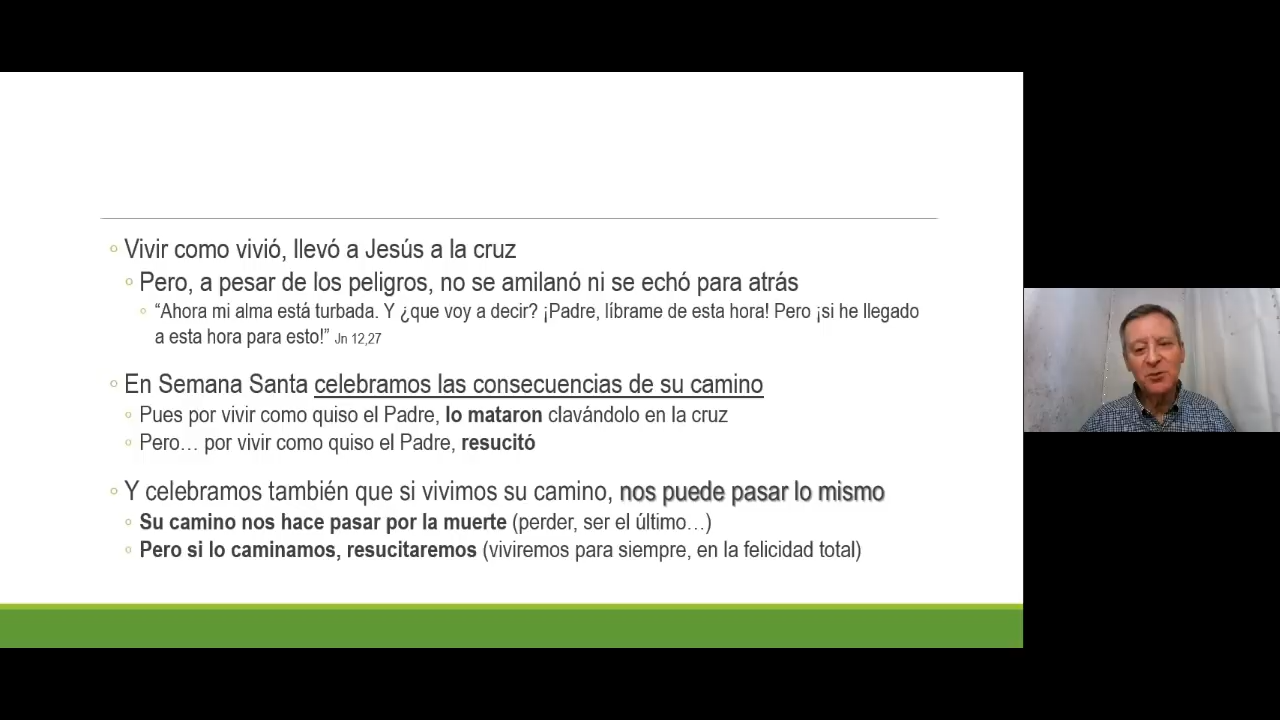 Vivir como vivió, llevó a Jesús a la cruz
Pero, a pesar de los peligros, no se amilanó ni se echó para atrás
“Ahora mi alma está turbada. Y ¿que voy a decir? ¡Padre, líbrame de esta hora! Pero ¡si he llegado
a esta hora para esto!” Jn 12,27
En Semana Santa celebramos las consecuencias de su camino
Pues por vivir como quiso el Padre, lo mataron clavándolo en la cruz
Pero… por vivir como quiso el Padre, resucitó
Y celebramos también que si vivimos su camino, nos puede pasar lo mismo
Su camino nos hace pasar por la muerte (perder, ser el último…)
Pero si lo caminamos, resucitaremos (viviremos para siempre, en la felicidad total)